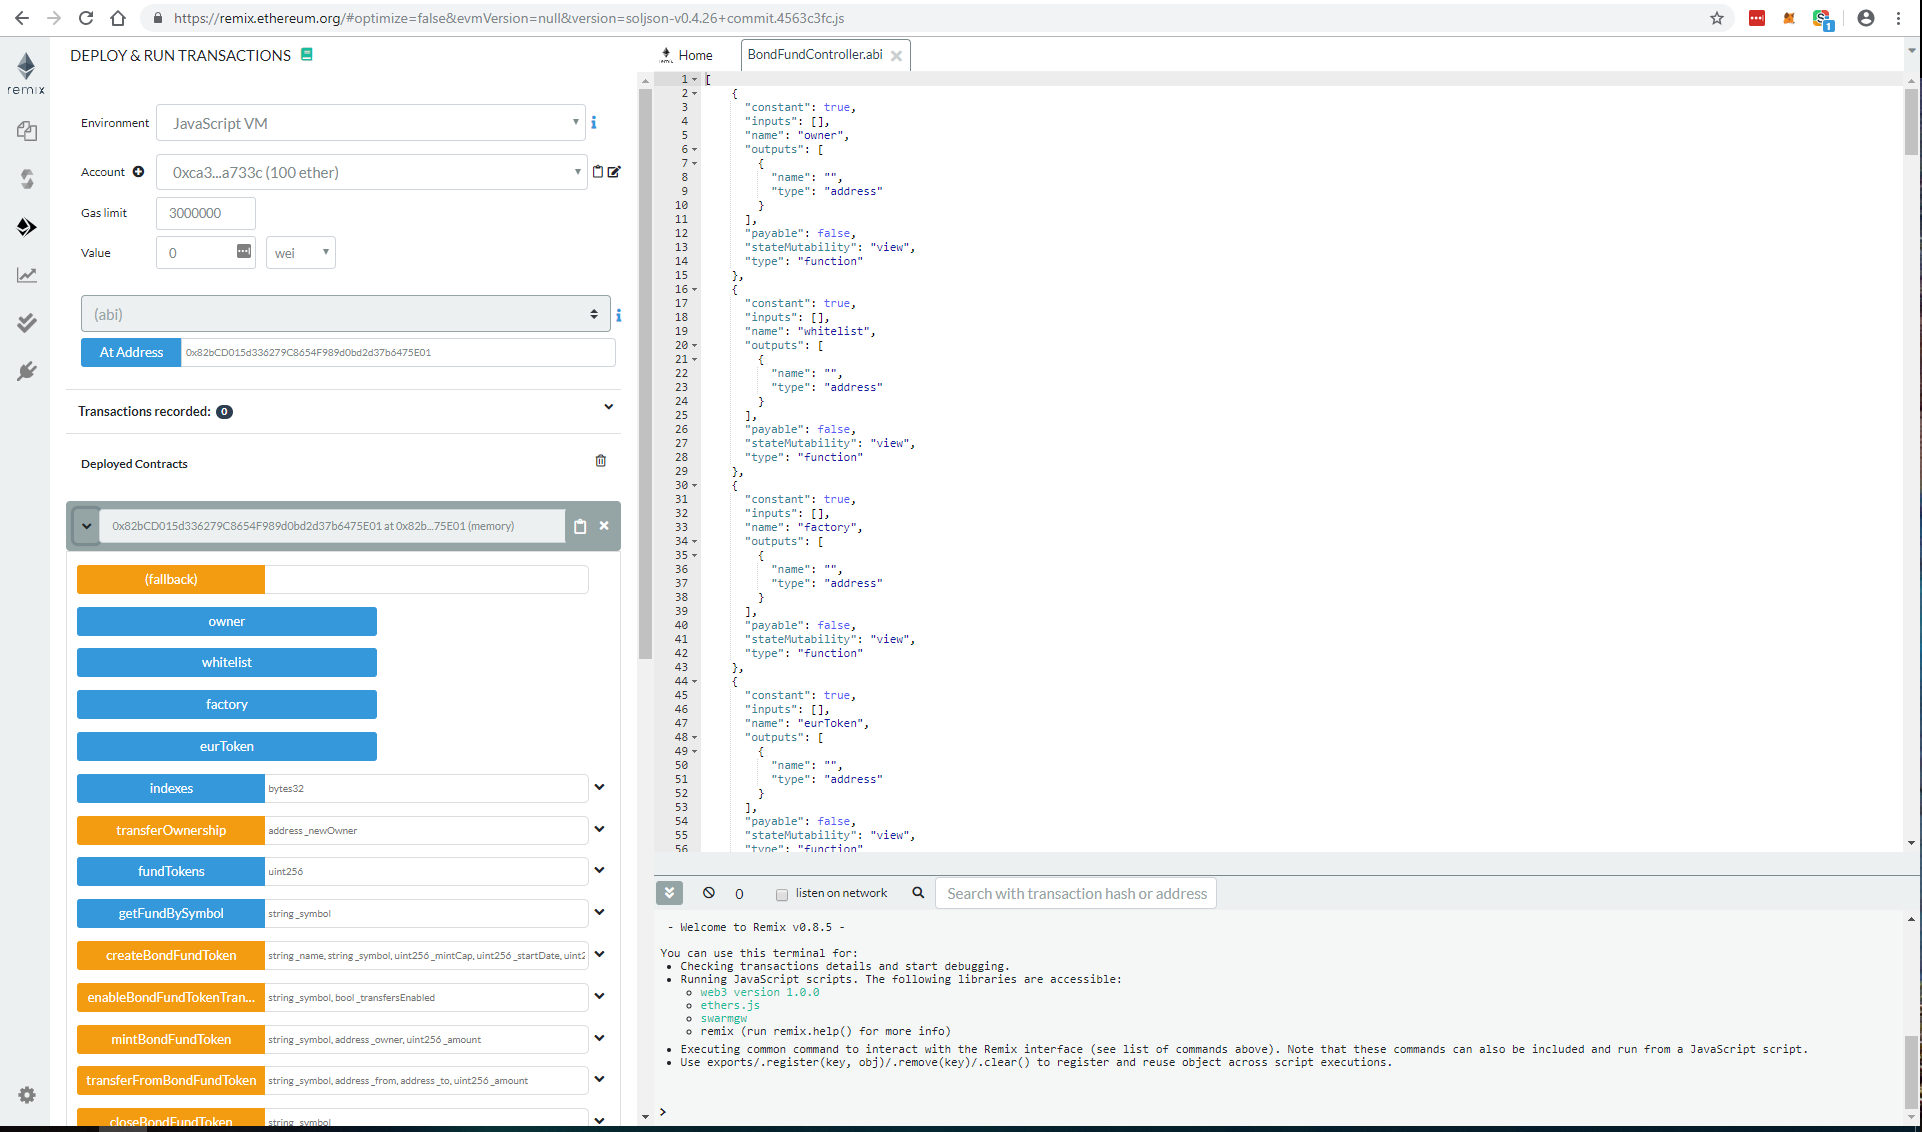 https://remix.ethereum.org/#optimize=false&evmVersion=null&version=soljson-v0.4.26+commit.4563c3fc.js
1
remix
DEPLOY & RUN TRANSACTIONS
Environment
JavaScript VM
Account
0xca3...a733c (100 ether)
Gas limit
3000000
Value
0
wei
(abi)
At Address
0x82bCD015d336279C8654F989d0bd2d37b6475E01
Transactions recorded: 0
Deployed Contracts
0x82bCD015d336279C8654F989d0bd2d37b6475E01 at 0x82b...75E01 (memory)
(fallback)
owner
whitelist
factory
eurToken
indexes
bytes32
transferOwnership
address _newOwner
fundTokens
uint256
getFundBySymbol
string _symbol
createBondFundToken
string _name, string _symbol, uint256 _mintCap, uint256 _startDate, uint2
enableBondFundTokenTran...
string _symbol, bool _transfersEnabled
mintBondFundToken
string _symbol, address _owner, uint256 _amount
transferFromBondFundToken
string _symbol, address _from, address _to, uint256 _amount
closeBondFundToken
string _symbol
remix
Home
BondFundController.abi
1 [
2 {
3 "constant": true,
4 "inputs": [],
5 "name": "owner",
6 "outputs": [
7 {
8 "name": "",
9 "type": "address"
10 }
11 ],
12 "payable": false,
13 "stateMutability": "view",
14 "type": "function"
15 },
16 {
17 "constant": true,
18 "inputs": [],
19 "name": "whitelist",
20 "outputs": [
21 {
22 "name": "",
23 "type": "address"
24 }
25 ],
26 "payable": false,
27 "stateMutability": "view",
28 "type": "function"
29 },
30 {
31 "constant": true,
32 "inputs": [],
33 "name": "factory",
34 "outputs": [
35 {
36 "name": "",
37 "type": "address"
38 }
39 ],
40 "payable": false,
41 "stateMutability": "view",
42 "type": "function"
43 },
44 {
45 "constant": true,
46 "inputs": [],
47 "name": "eurToken",
48 "outputs": [
49 {
50 "name": "",
51 "type": "address"
52 }
53 ],
54 "payable": false,
55 "stateMutability": "view",
56 "type": "function"
0
listen on network
Search with transaction hash or address
- Welcome to Remix v0.8.5 -
You can use this terminal for:
• Checking transactions details and start debugging.
• Running JavaScript scripts. The following libraries are accessible:
○ web3 version 1.0.0
○ ethers.js
○ swarmgw
○ remix (run remix.help() for more info)
• Executing common command to interact with the Remix interface (see list of commands above). Note that these commands can also be included and run from a JavaScript script.
• Use exports/.register(key, obj)/.remove(key)/.clear() to register and reuse object across script executions.
>